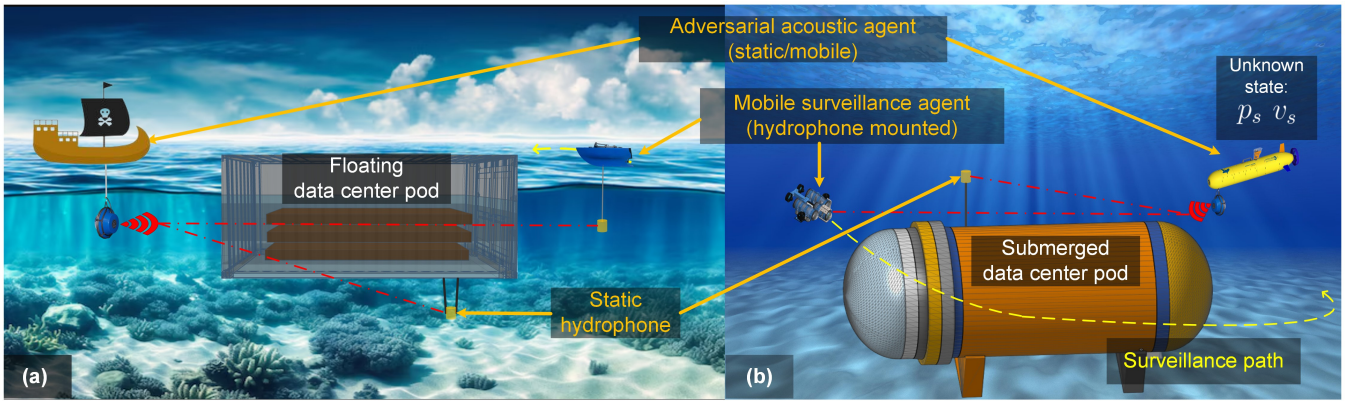 Adversarial acoustic agent
(static/mobile)
Unknown
state:
p_s v_s
Mobile surveillance agent
(hydrophone mounted)
Floating
data center pod
Submerged
data center pod
Static
hydrophone
Surveillance path
(a)
(b)